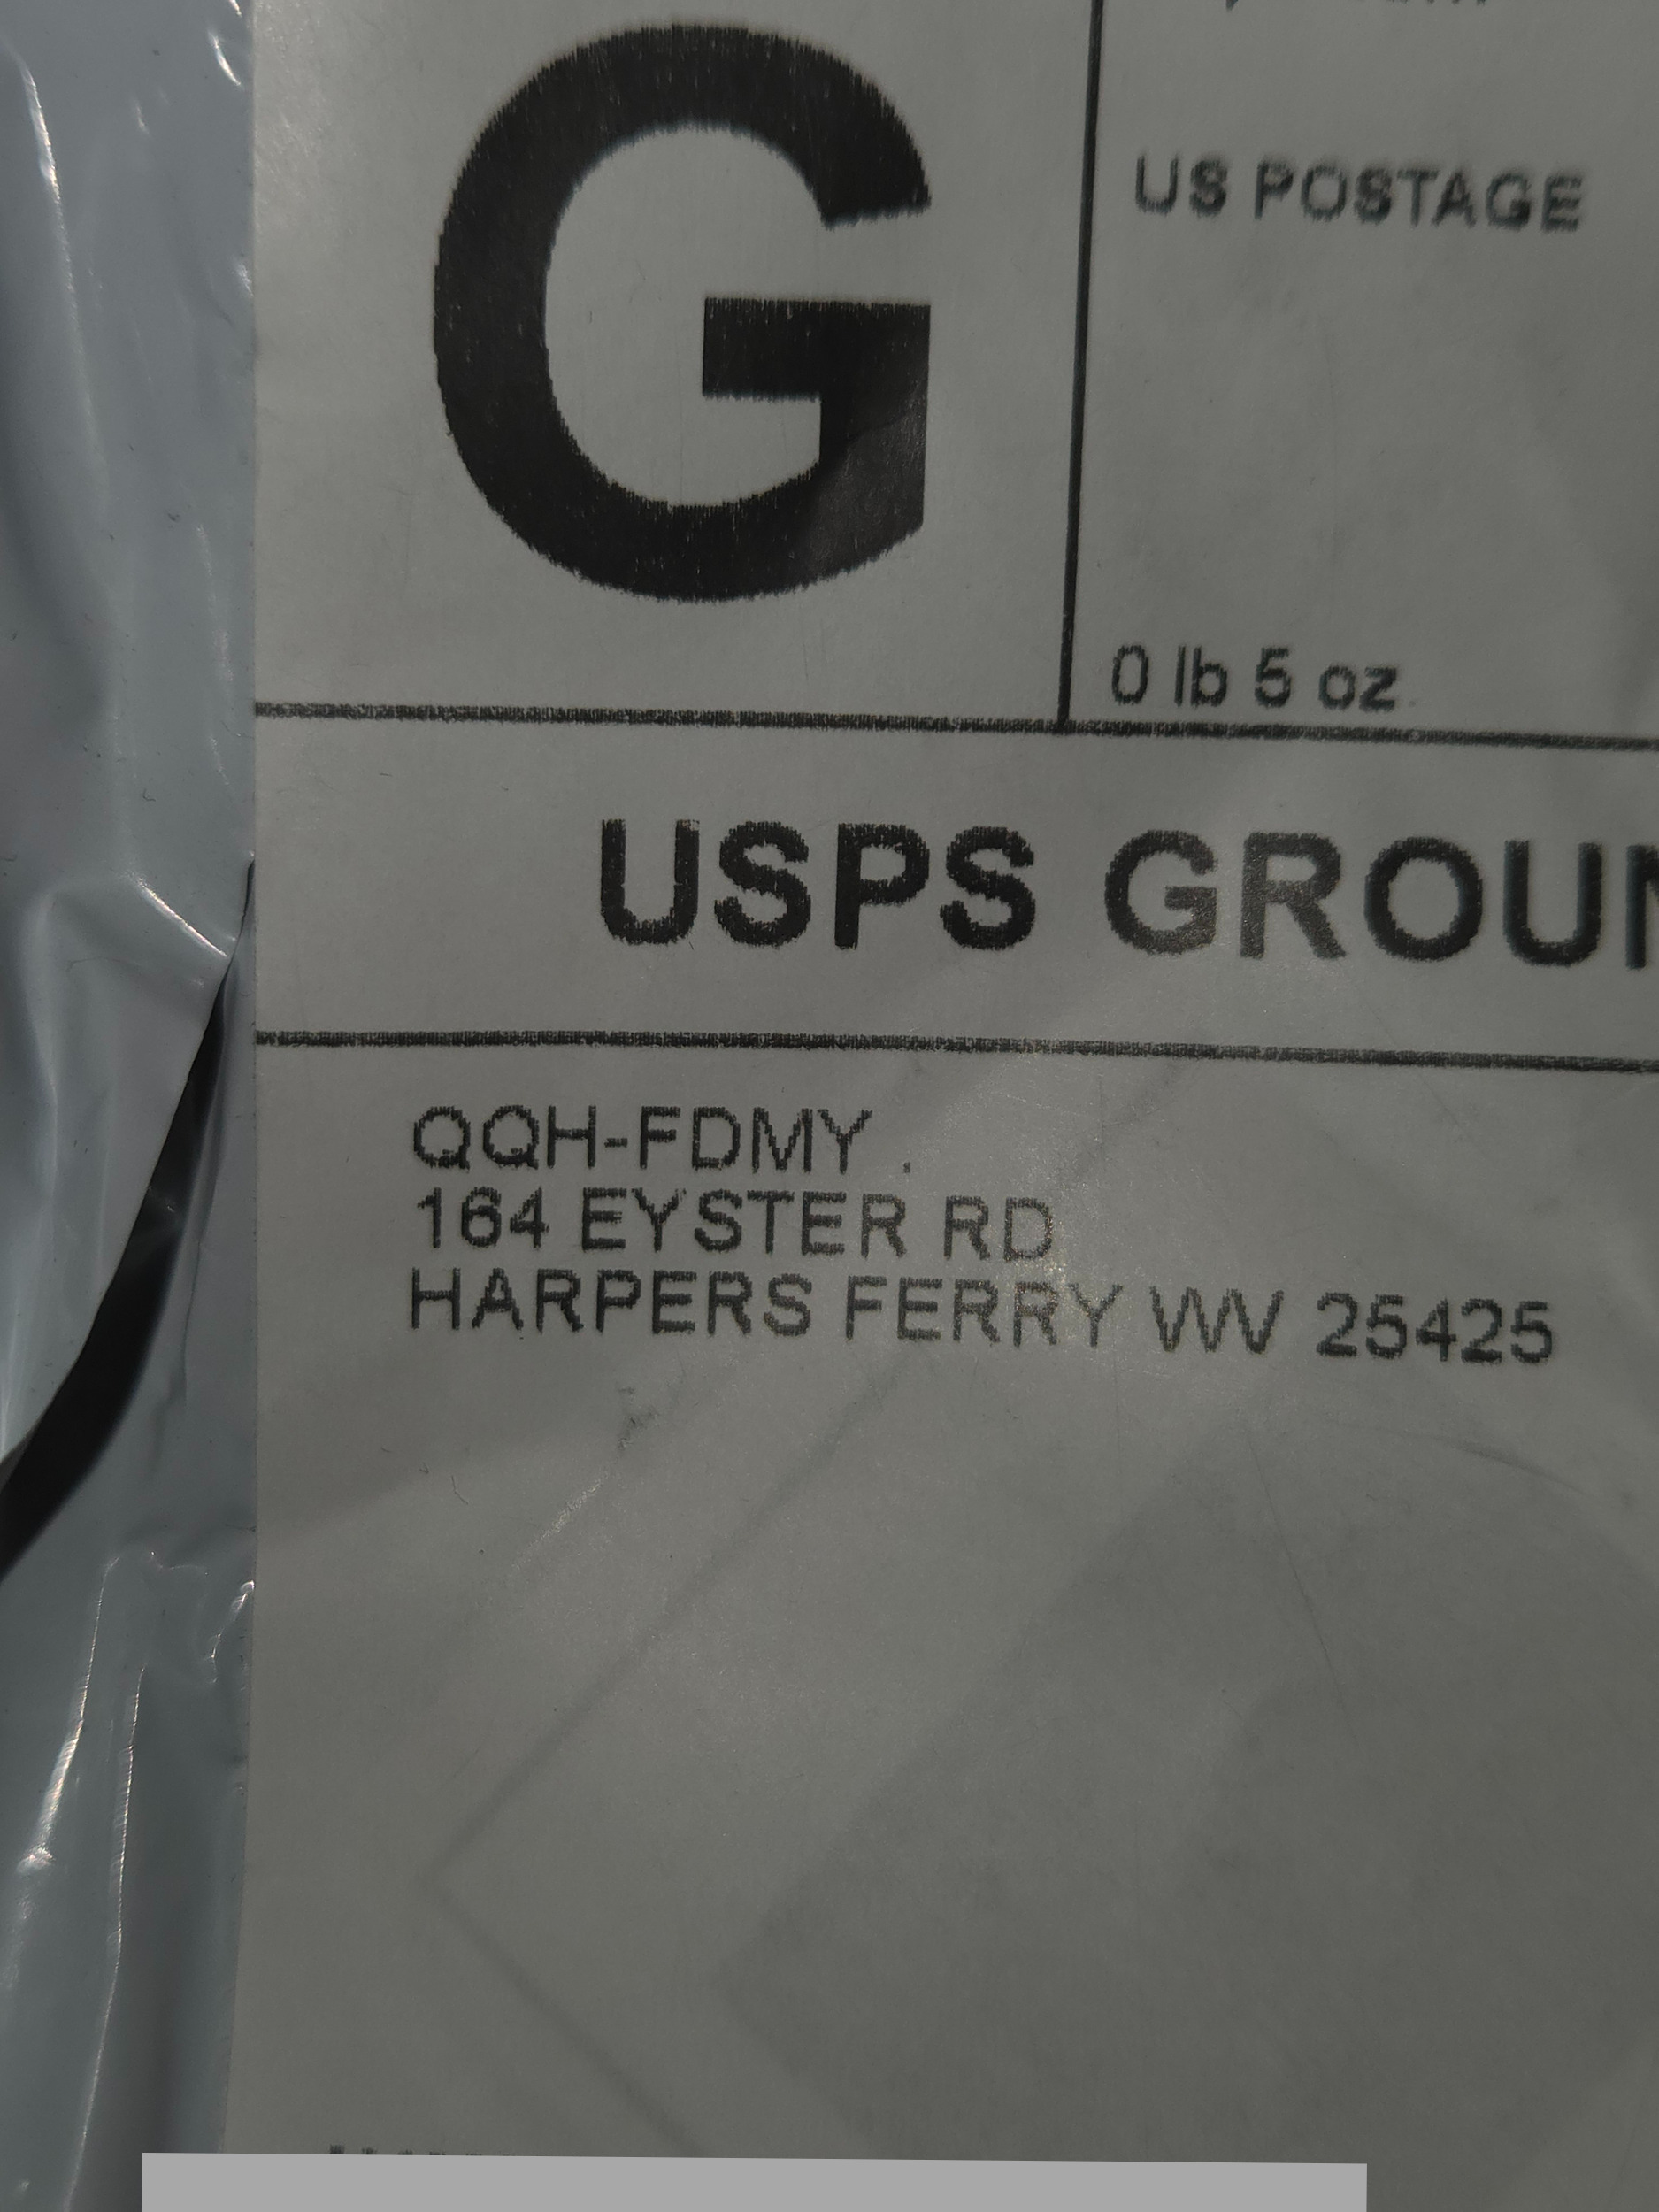 G
US POSTAGE
0 lb 5 oz
USPS GROUN
QQH-FDMY .
164 EYSTER RD
HARPERS FERRY WV 25425